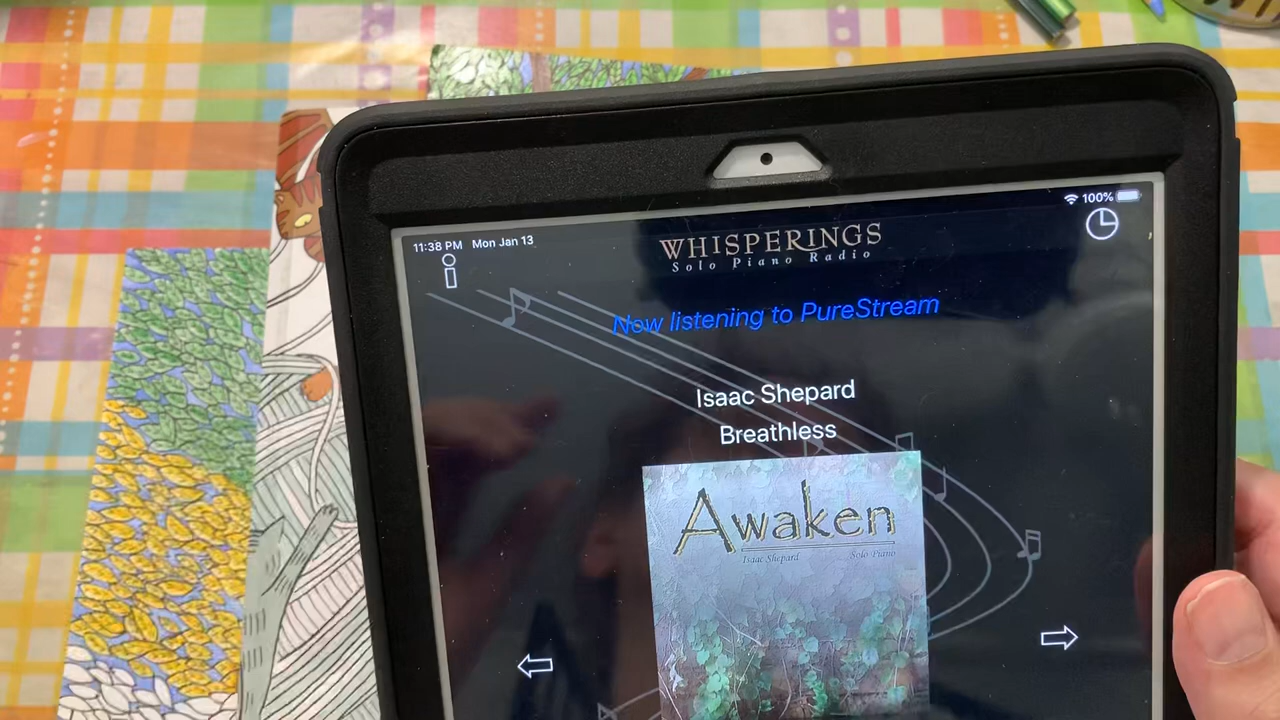 11:38 PM Mon Jan 13
100%
WHISPERINGS
Solo Piano Radio
Now listening to PureStream
Isaac Shepard
Breathless
Awaken
Isaac Shepard Solo Piano